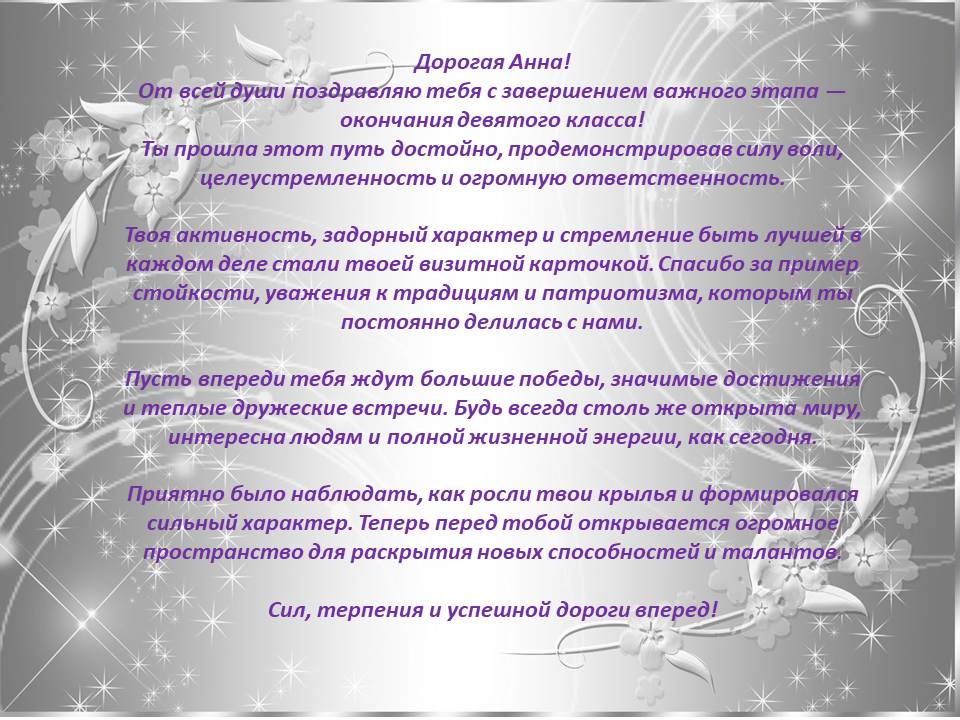 Дорогая Анна!
От всей души поздравляю тебя с завершением важного этапа —
окончания девятого класса!
Ты прошла этот путь достойно, продемонстрировав силу воли,
целеустремленность и огромную ответственность.
Твоя активность, задорный характер и стремление быть лучшей в
каждом деле стали твоей визитной карточкой. Спасибо за пример
стойкости, уважения к традициям и патриотизма, которым ты
постоянно делилась с нами.
Пусть впереди тебя ждут большие победы, значимые достижения
и теплые дружеские встречи. Будь всегда столь же открыта миру,
интересна людям и полной жизненной энергии, как сегодня.
Приятно было наблюдать, как росли твои крылья и формировался
сильный характер. Теперь перед тобой открывается огромное
пространство для раскрытия новых способностей и талантов.
Сил, терпения и успешной дороги вперед!